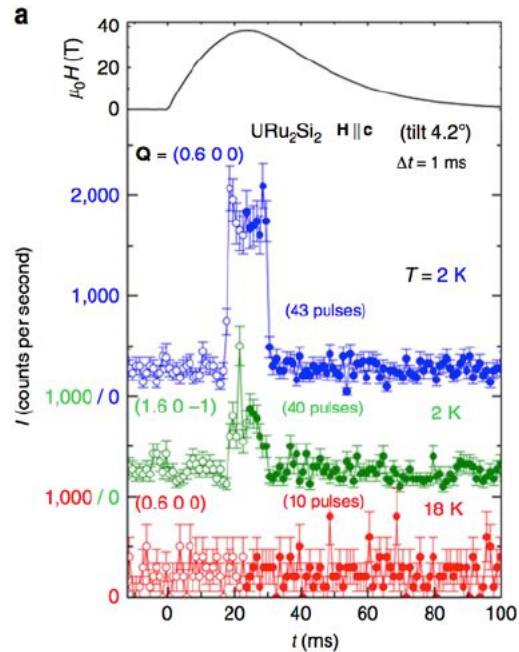 a
40
20
0
μ₀H (T)
URu₂Si₂ H || c (tilt 4.2°)
Q = (0.6 0 0)
Δt = 1 ms
2,000
T = 2 K
1,000
(43 pulses)
I (counts per second)
1,000 / 0
(1.6 0 –1)
(40 pulses)
2 K
1,000 / 0
(0.6 0 0)
(10 pulses)
18 K
0
0 20 40 60 80 100
t (ms)